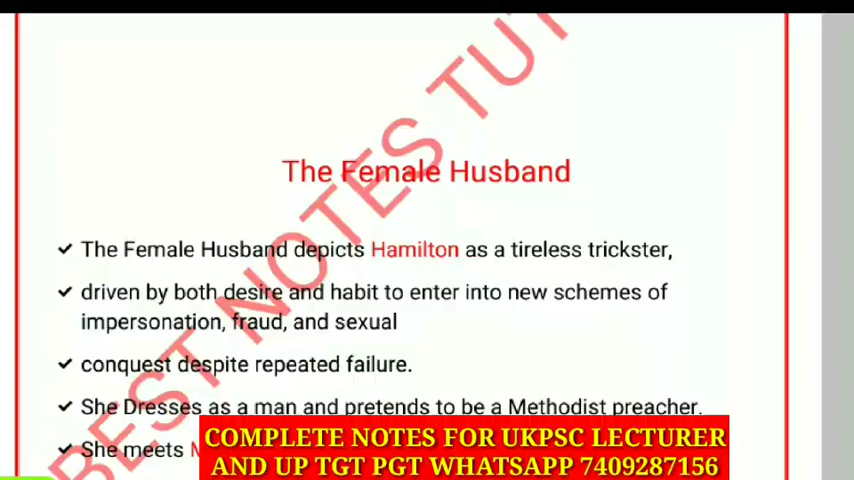 The Female Husband
✓ The Female Husband depicts Hamilton as a tireless trickster,
✓ driven by both desire and habit to enter into new schemes of
impersonation, fraud, and sexual
✓ conquest despite repeated failure.
✓ She Dresses as a man and pretends to be a Methodist preacher.
✓ She meets
COMPLETE NOTES FOR UKPSC LECTURER
AND UP TGT PGT WHATSAPP 7409287156
BEST NOTES TUT